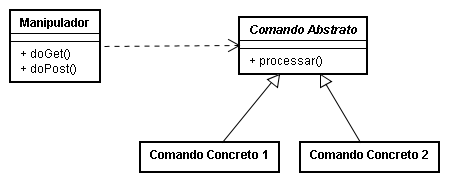 Manipulador
+ doGet()
+ doPost()
Comando Abstrato
+ processar()
Comando Concreto 1
Comando Concreto 2